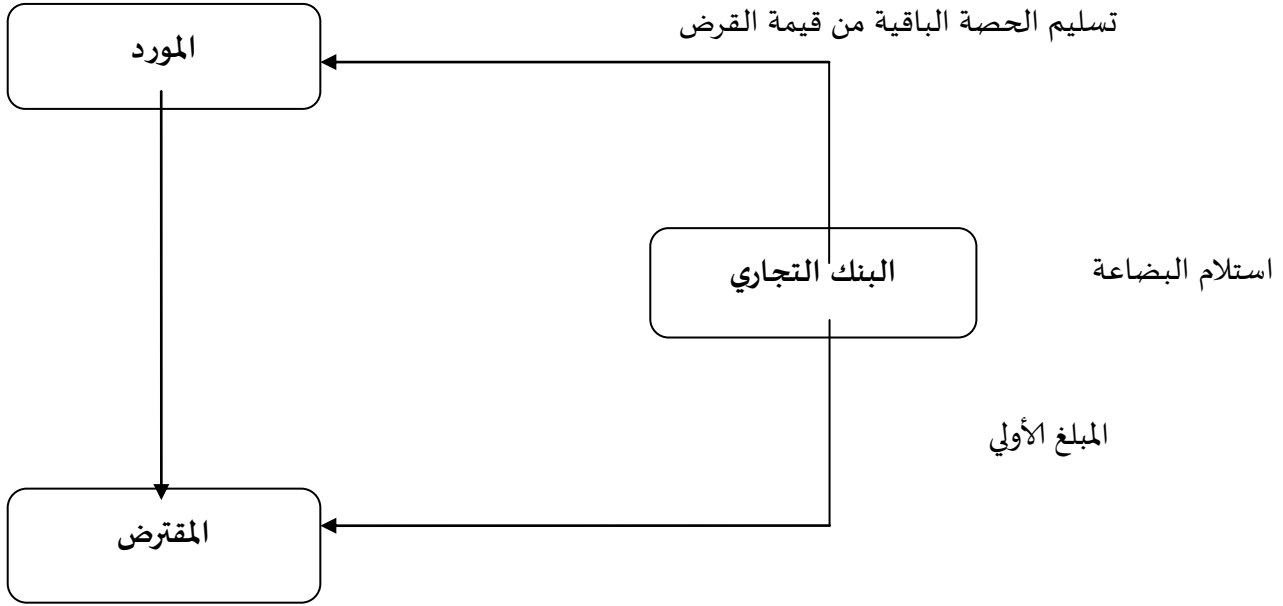 تسليم الحصة الباقية من قيمة القرض
المورد
البنك التجاري
استلام البضاعة
المبلغ الأولي
المقترض